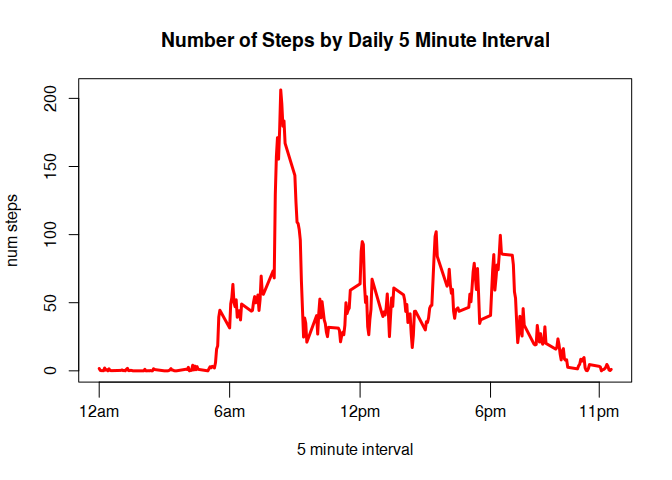 Number of Steps by Daily 5 Minute Interval
num steps
200
150
100
50
0
12am 6am 12pm 6pm 11pm
5 minute interval